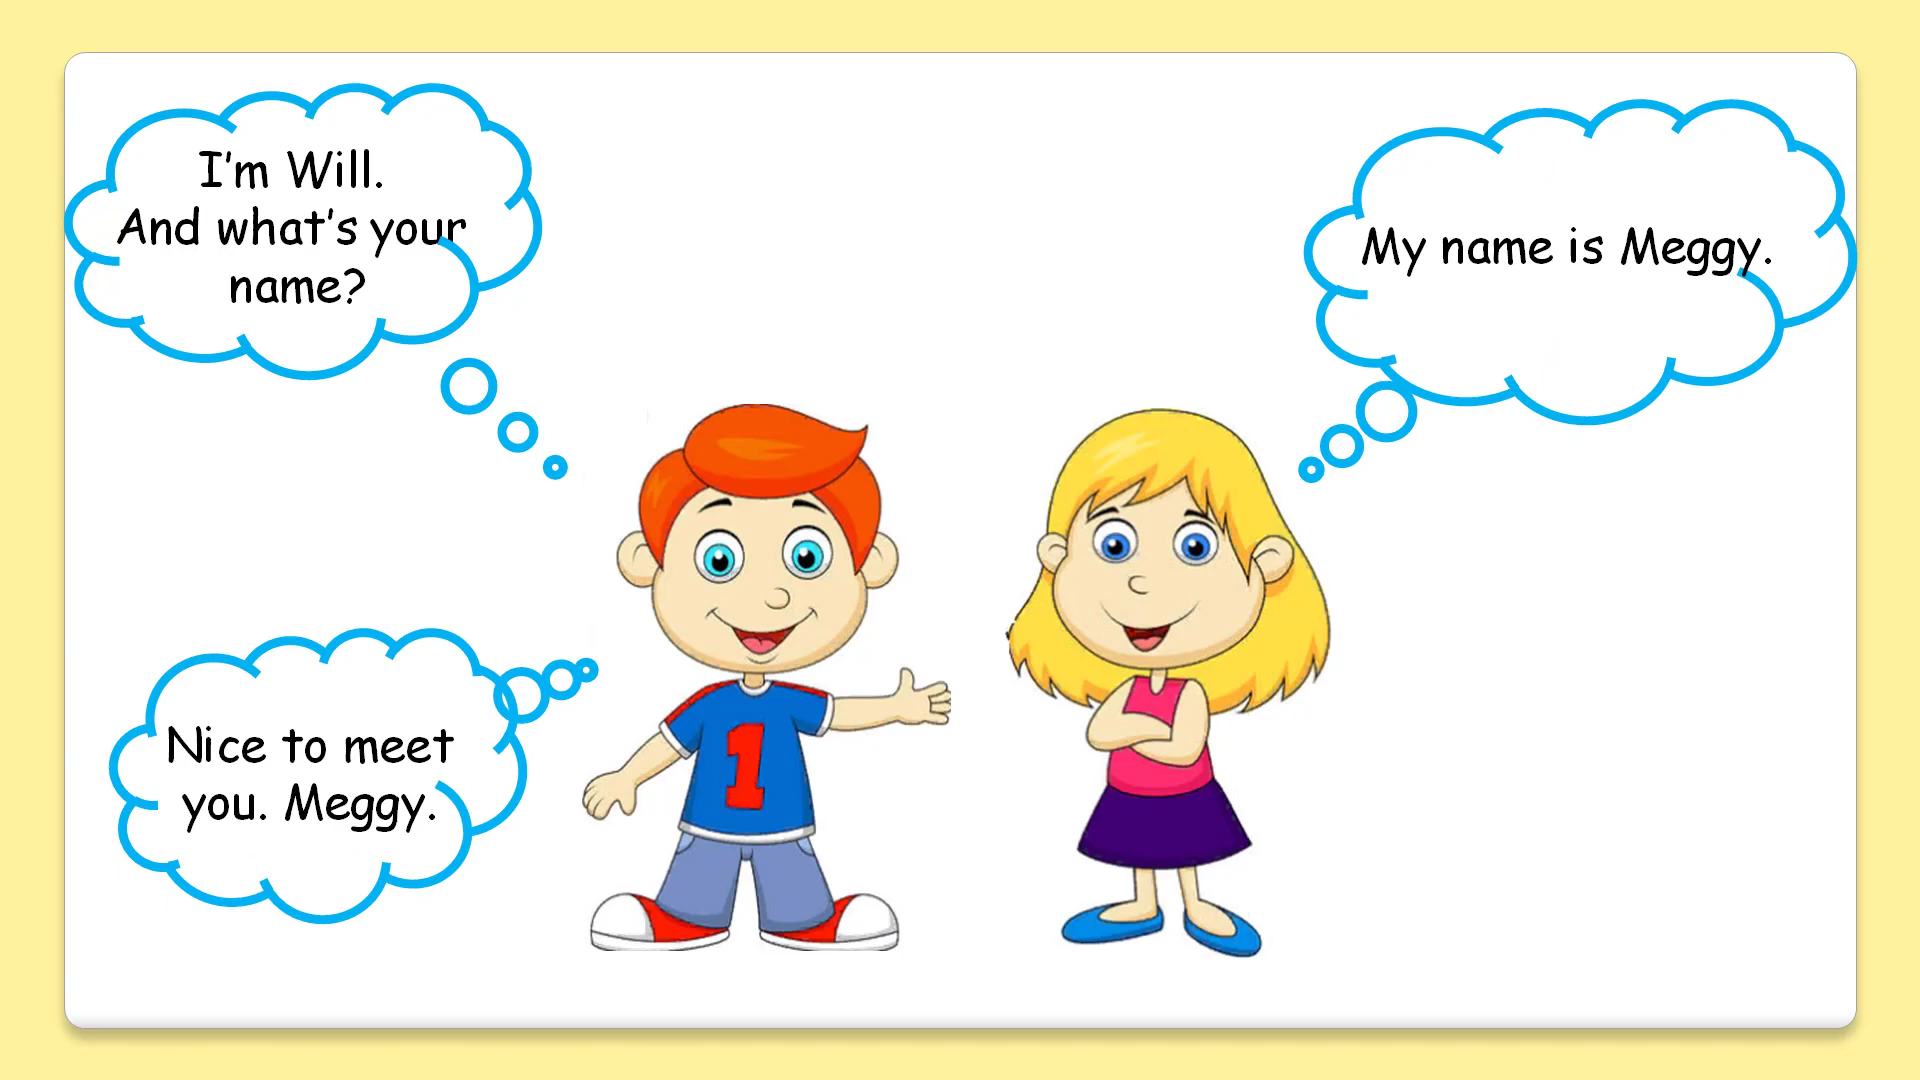 I'm Will.
And what's your
name?
My name is Meggy.
Nice to meet
you. Meggy.
1